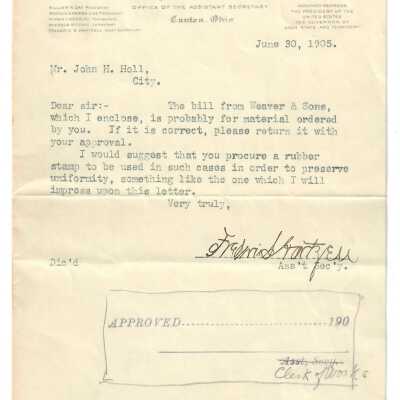 OFFICE OF THE ASSISTANT SECRETARY
Canton, Ohio
June 30, 1905.
Mr. John H. Holl,
City.
Dear sir:- The bill from Weaver & Sons,
which I enclose, is probably for material ordered
by you. If it is correct, please return it with
your approval.
I would suggest that you procure a rubber
stamp to be used in such cases in order to preserve
uniformity, something like the one which I will
impress upon this letter.
Very truly,
Dic'd
Ass't Sec'y.
APPROVED 190
Asst. Secy.
Clerk of Works